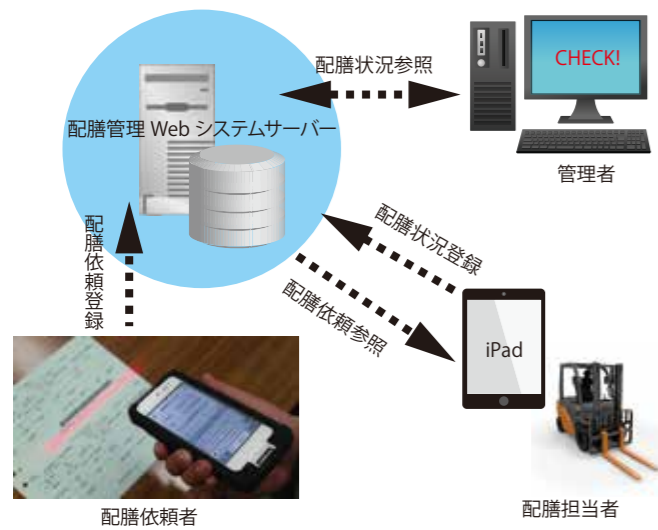 配膳状況参照
CHECK!
配膳管理 Web システムサーバー
管理者
配膳依頼登録
配膳状況登録
配膳依頼参照
iPad
配膳依頼者
配膳担当者